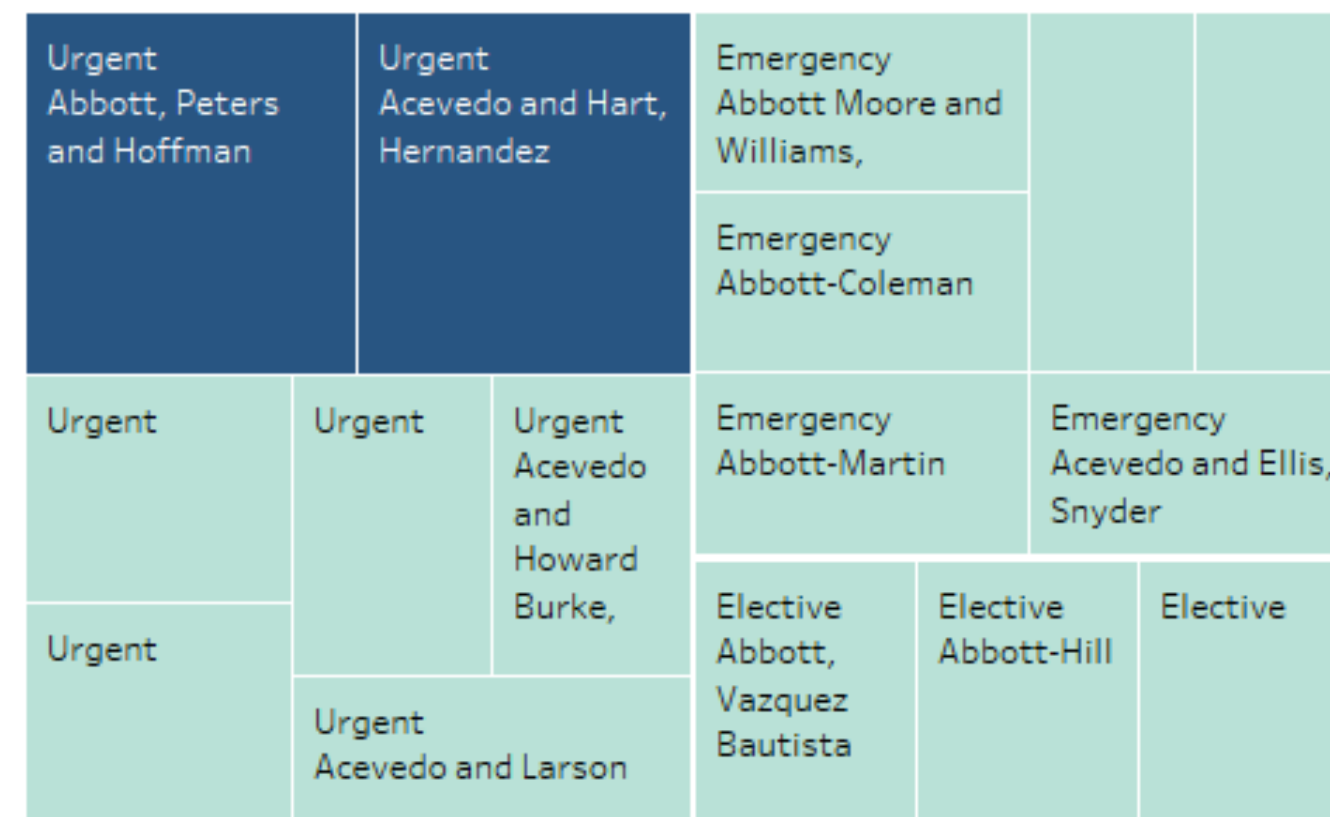 Urgent
Abbott, Peters
and Hoffman
Urgent
Acevedo and Hart,
Hernandez
Emergency
Abbott Moore and
Williams,
Emergency
Abbott-Coleman
Urgent
Urgent
Urgent
Acevedo
and
Howard
Burke,
Emergency
Abbott-Martin
Emergency
Acevedo and Ellis,
Snyder
Urgent
Urgent
Acevedo and Larson
Elective
Abbott,
Vazquez
Bautista
Elective
Abbott-Hill
Elective